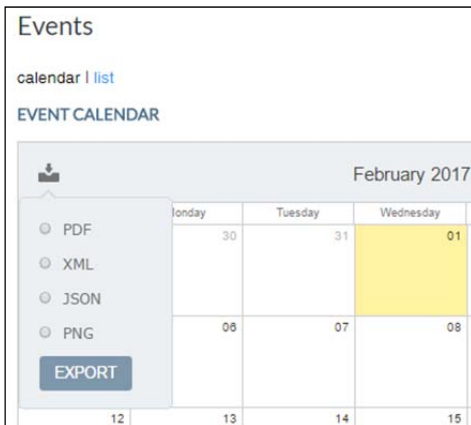 Events
calendar | list
EVENT CALENDAR
February 2017
Tuesday Wednesday
30 31 01
PDF
XML
JSON
PNG
06 07 08
EXPORT
12 13 14 15